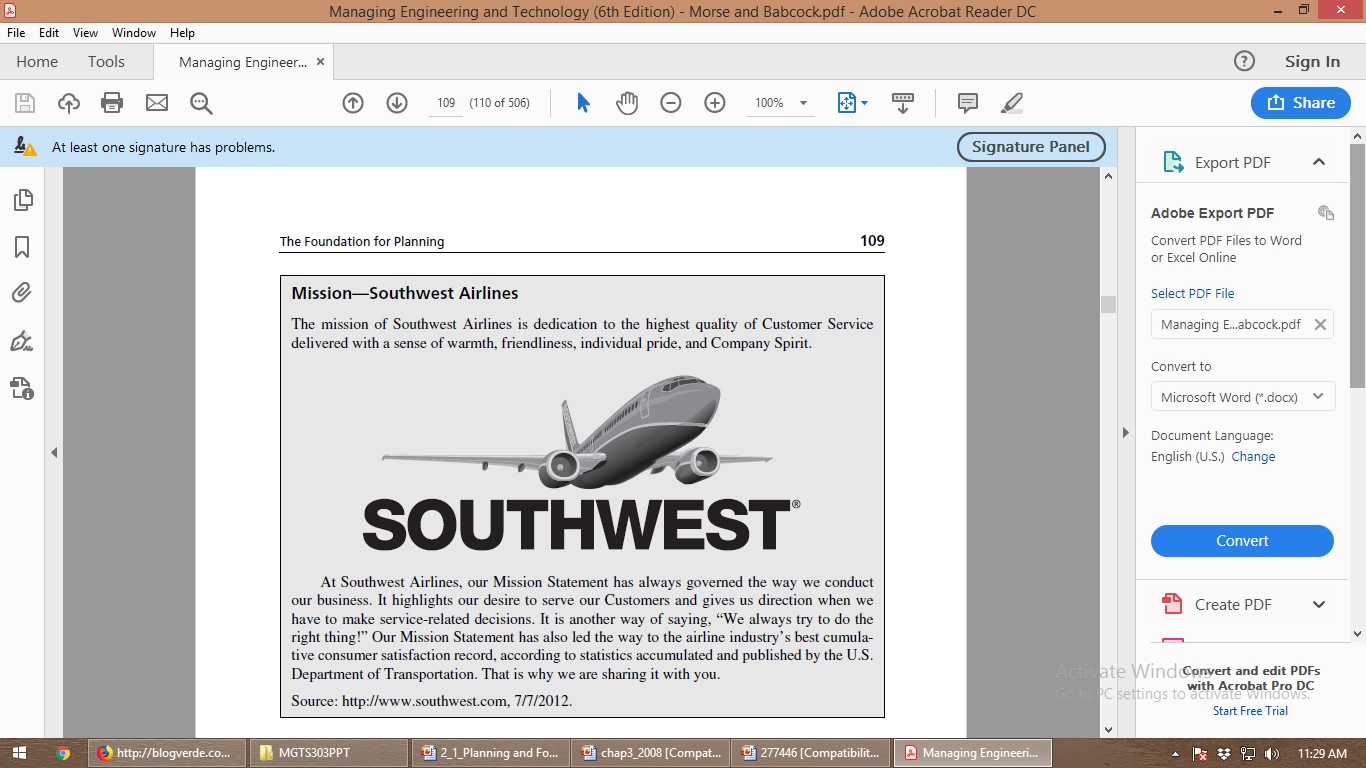 Managing Engineering and Technology (6th Edition) - Morse and Babcock.pdf - Adobe Acrobat Reader DC
File Edit View Window Help
Home Tools Managing Engineer... × ? Sign In
109 (110 of 506) 100% Share
At least one signature has problems. Signature Panel
The Foundation for Planning 109
Mission—Southwest Airlines
The mission of Southwest Airlines is dedication to the highest quality of Customer Service
delivered with a sense of warmth, friendliness, individual pride, and Company Spirit.
SOUTHWEST®
At Southwest Airlines, our Mission Statement has always governed the way we conduct
our business. It highlights our desire to serve our Customers and gives us direction when we
have to make service-related decisions. It is another way of saying, “We always try to do the
right thing!” Our Mission Statement has also led the way to the airline industry’s best cumula-
tive consumer satisfaction record, according to statistics accumulated and published by the U.S.
Department of Transportation. That is why we are sharing it with you.
Source: http://www.southwest.com, 7/7/2012.
Export PDF
Adobe Export PDF
Convert PDF Files to Word
or Excel Online
Select PDF File
Managing E...abcock.pdf
Convert to
Microsoft Word (*.docx)
Document Language:
English (U.S.) Change
Convert
Create PDF
Convert and edit PDFs
with Acrobat Pro DC
Start Free Trial
Activate Windows
Go to PC settings to activate Windows.
http://blogverde.co... MGTS303PPT 2_1_Planning and Fo... chap3_2008 [Compat... 277446 [Compatibilit... Managing Engineeri... 11:29 AM